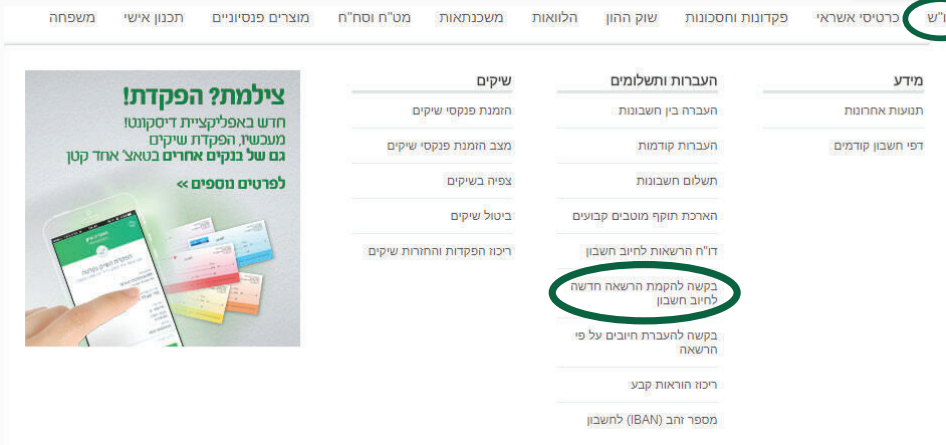 ו"ש
כרטיסי אשראי
פקדונות וחסכונות
שוק ההון
הלוואות
משכנתאות
מט"ח וסח"ח
מוצרים פנסיוניים
תכנון אישי
משפחה
מידע
תנועות אחרונות
דפי חשבון קודמים
העברות ותשלומים
העברה בין חשבונות
העברות קודמות
תשלום חשבונות
הארכת תוקף מוטבים קבועים
דו"ח הרשאות לחיוב חשבון
בקשה להקמת הרשאה חדשה
לחיוב חשבון
בקשה להעברת חיובים על פי
הרשאה
ריכוז הוראות קבע
מספר זהב (IBAN) לחשבון
שיקים
הזמנת פנקסי שיקים
מצב הזמנת פנקסי שיקים
צפיה בשיקים
ביטול שיקים
ריכוז הפקדות והחזרות שיקים
צילמת? הפקדת!
חדש באפליקציית דיסקונט!
מעכשיו, הפקדת שיקים
גם של בנקים אחרים בטאצ' אחד קטן
לפרטים נוספים »